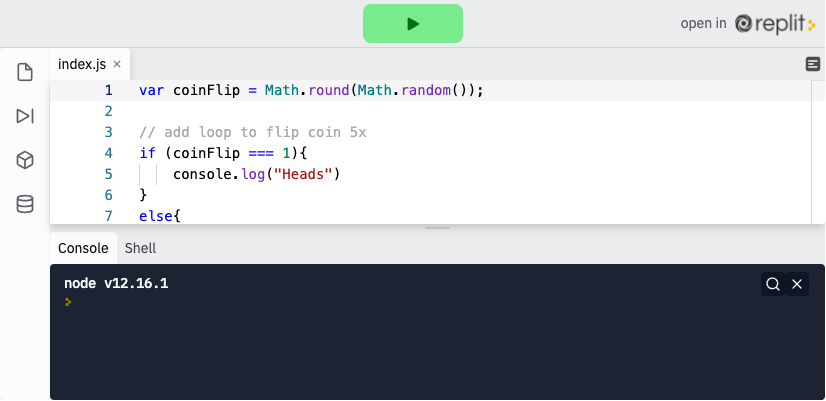 open in replit
index.js ×
1 var coinFlip = Math.round(Math.random());
2
3 // add loop to flip coin 5x
4 if (coinFlip === 1){
5     console.log("Heads")
6 }
7 else{
Console Shell
node v12.16.1